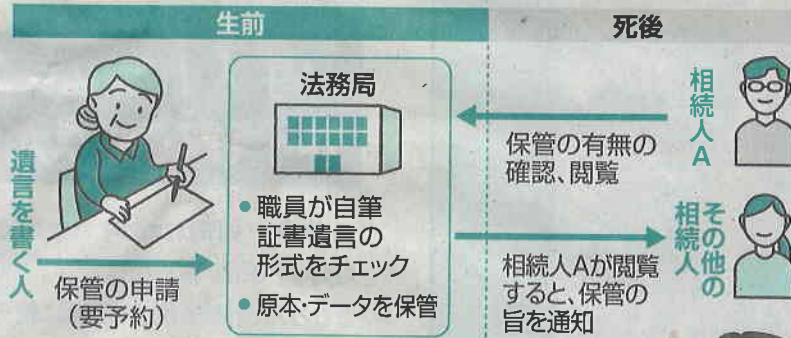 生前
死後
遺言を書く人
保管の申請
(要予約)
法務局
●職員が自筆
証書遺言の
形式をチェック
●原本・データを保管
保管の有無の
確認、閲覧
相続人A
相続人Aが閲覧
すると、保管の
旨を通知
その他の
相続人